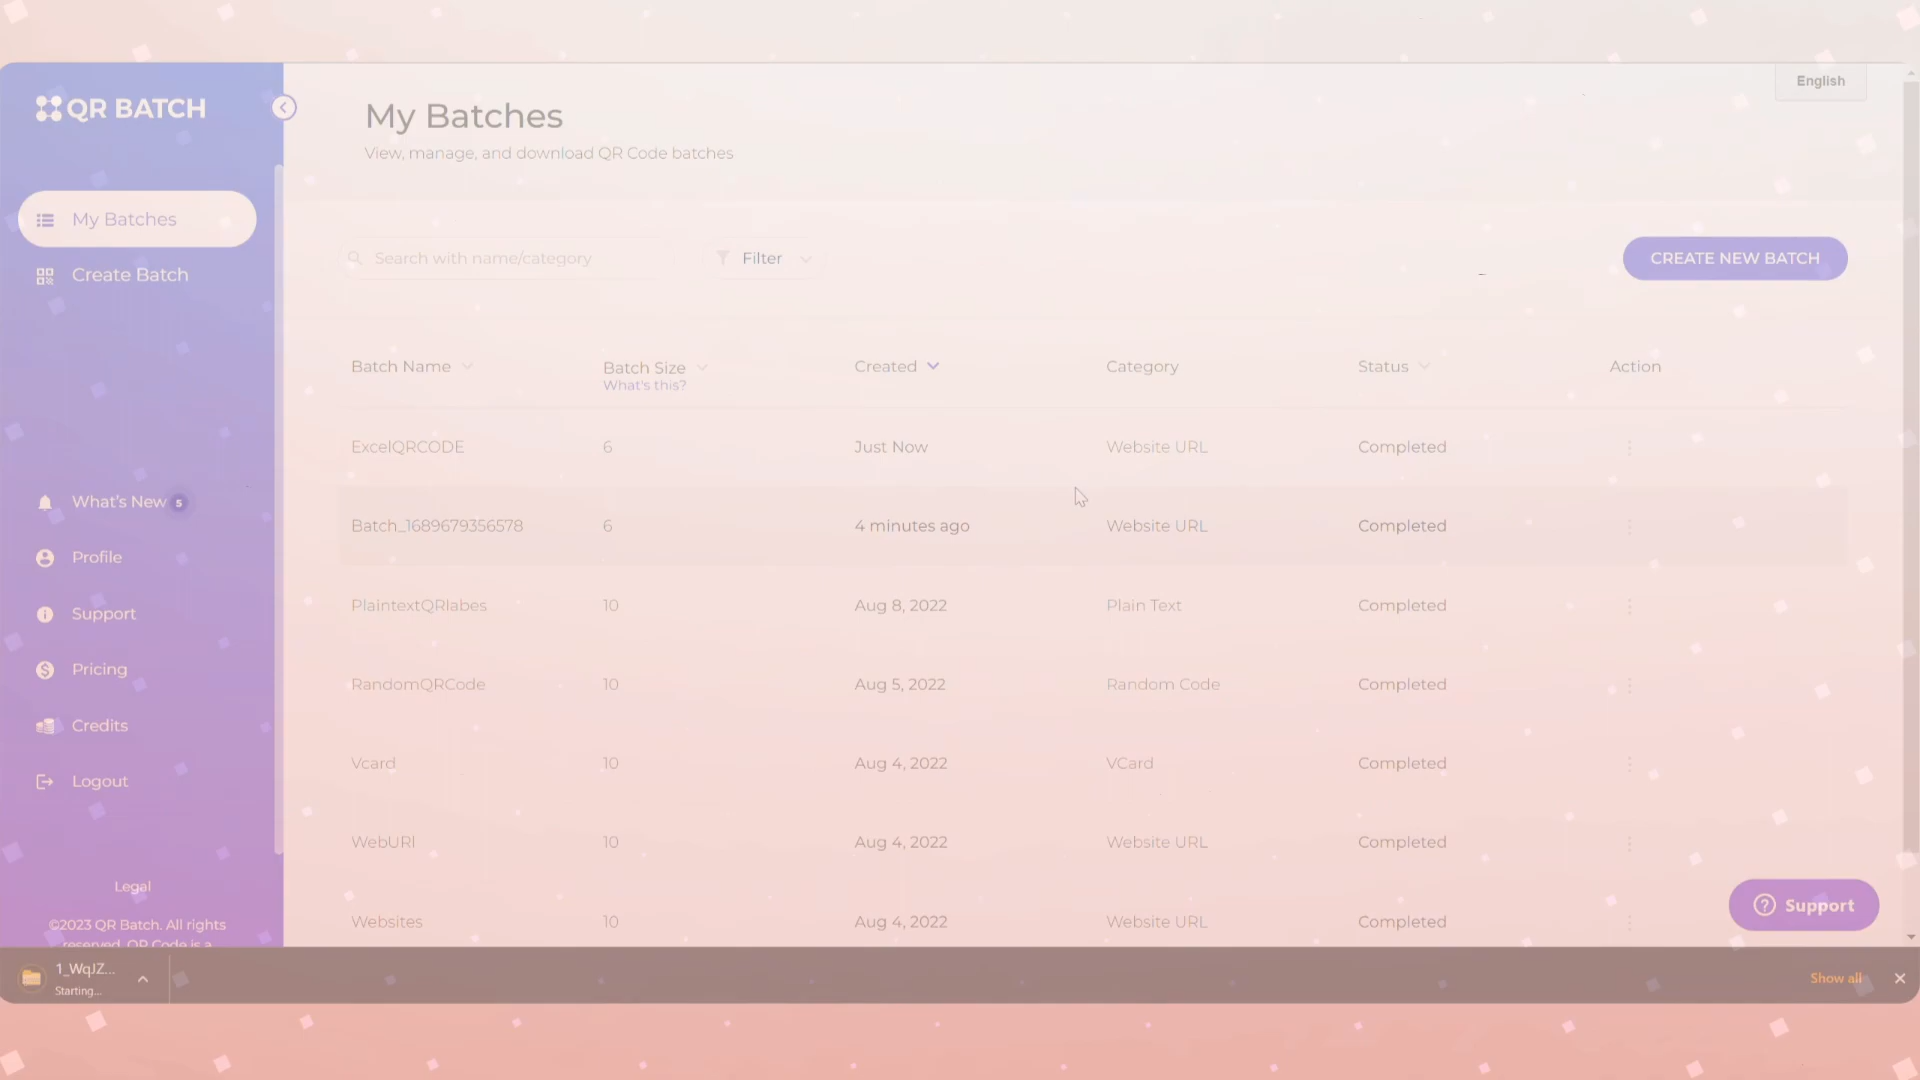 QR BATCH
English
My Batches
View, manage, and download QR Code batches
My Batches
Create Batch
Search with name/category
Filter
CREATE NEW BATCH
Batch Name
Batch Size
What's this?
Created
Category
Status
Action
ExcelQRCODE 6 Just Now Website URL Completed
Batch_1689679356578 6 4 minutes ago Website URL Completed
PlaintextQRlabes 10 Aug 8, 2022 Plain Text Completed
RandomQRCode 10 Aug 5, 2022 Random Code Completed
Vcard 10 Aug 4, 2022 VCard Completed
WebURl 10 Aug 4, 2022 Website URL Completed
Websites 10 Aug 4, 2022 Website URL Completed
What's New 5
Profile
Support
Pricing
Credits
Logout
Legal
©2023 QR Batch. All rights
reserved. QR Code is a
Support
1_WqJZ...
Starting...
Show all